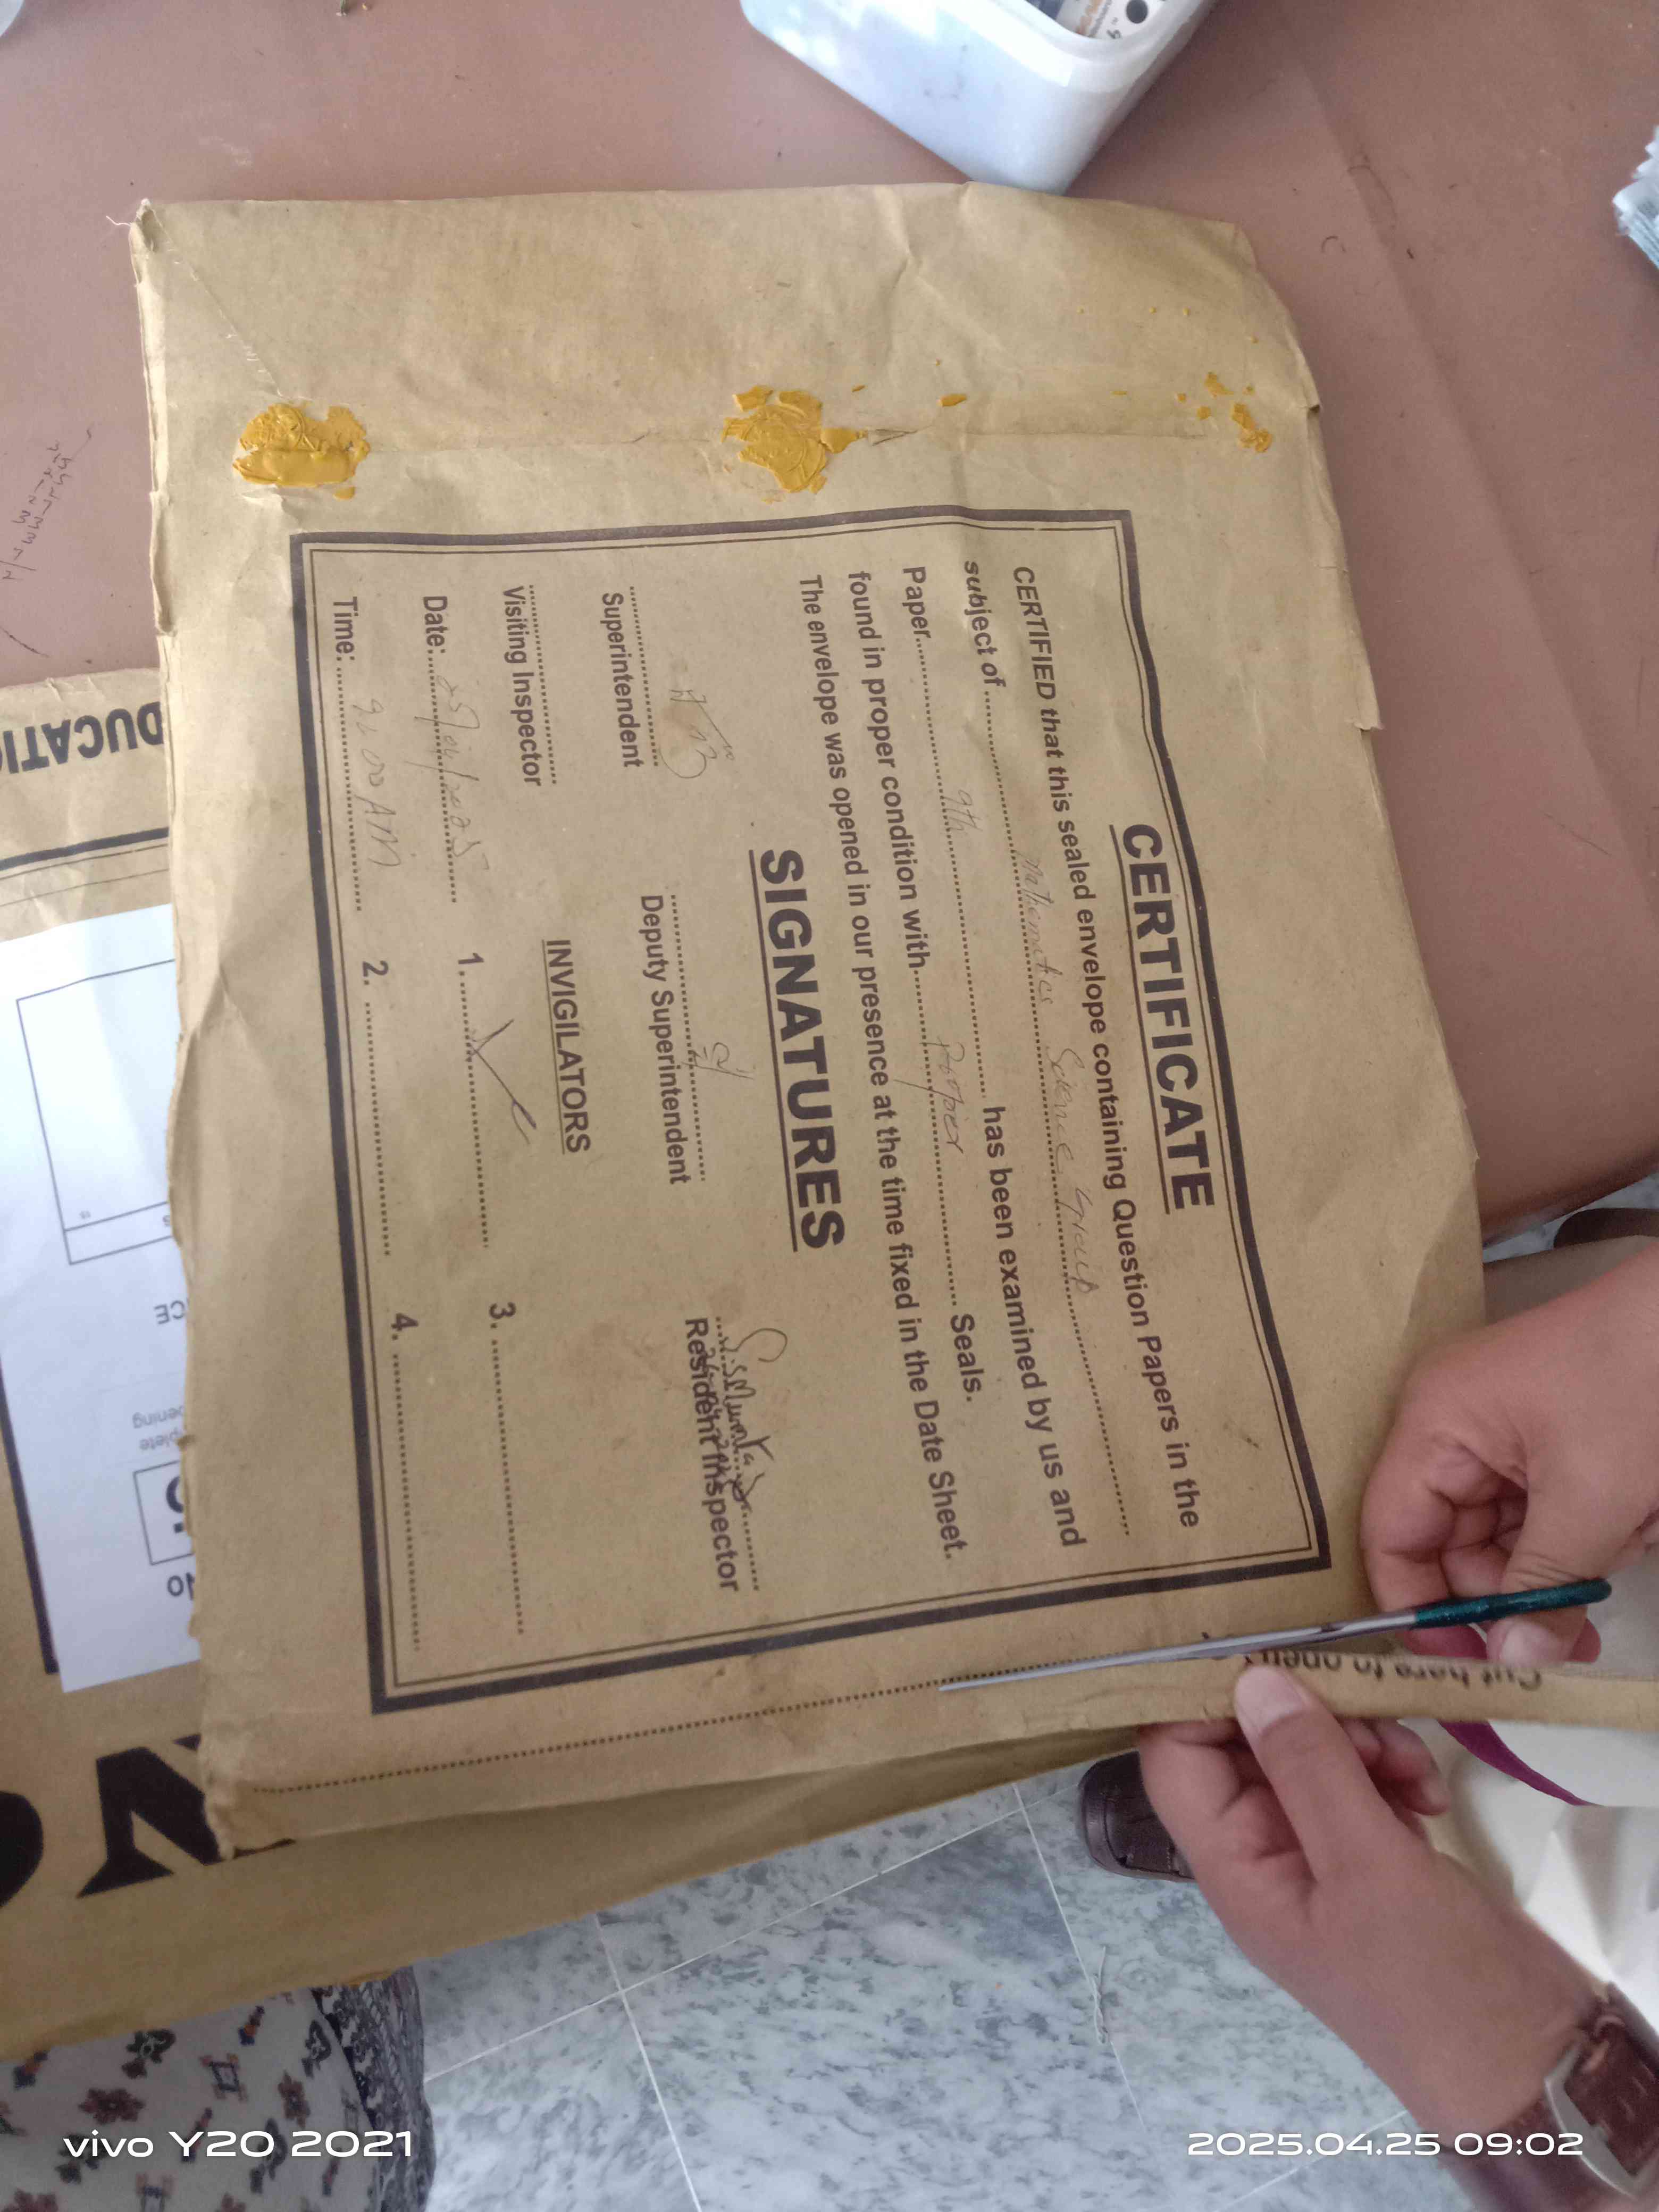 CERTIFICATE
CERTIFIED that this sealed envelope containing Question Papers in the
subject of ........ Mathematics Science Group ........
Paper........ 9th ........ has been examined by us and
found in proper condition with........ Proper ........ Seals.
The envelope was opened in our presence at the time fixed in the Date Sheet.
SIGNATURES
Superintendent
Deputy Superintendent
Resident Inspector
Visiting Inspector
INVIGILATORS
Date: 25/04/2025
1.
3.
Time: 9:00 AM
2.
4.
Cut here to open
DUCATIO
vivo Y20 2021
2025.04.25 09:02